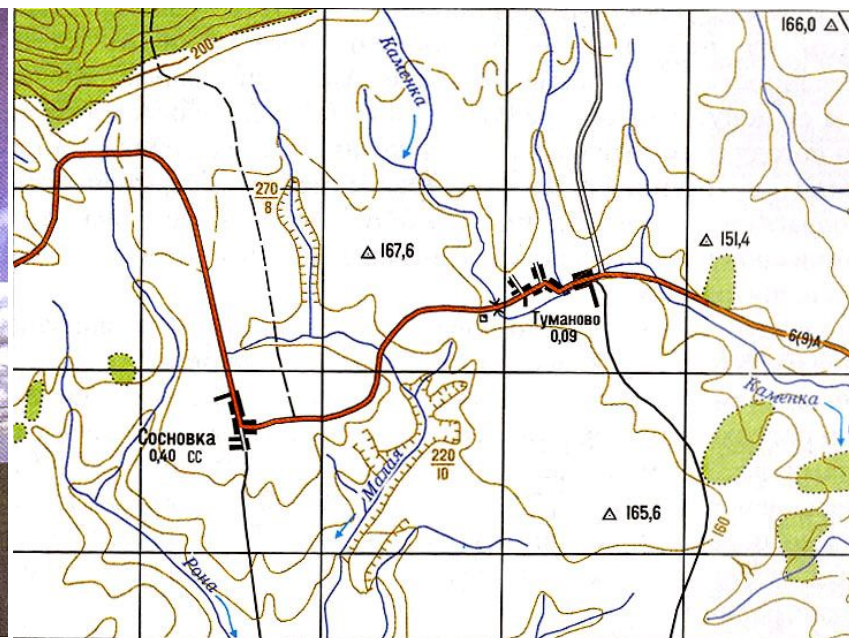 166,0
200
Каменка
270
8
167,6
151,4
Туманово
0,09
6(9)А
Каменка
Сосновка
0,40 СС
220
10
Малая
165,6
160
Рона